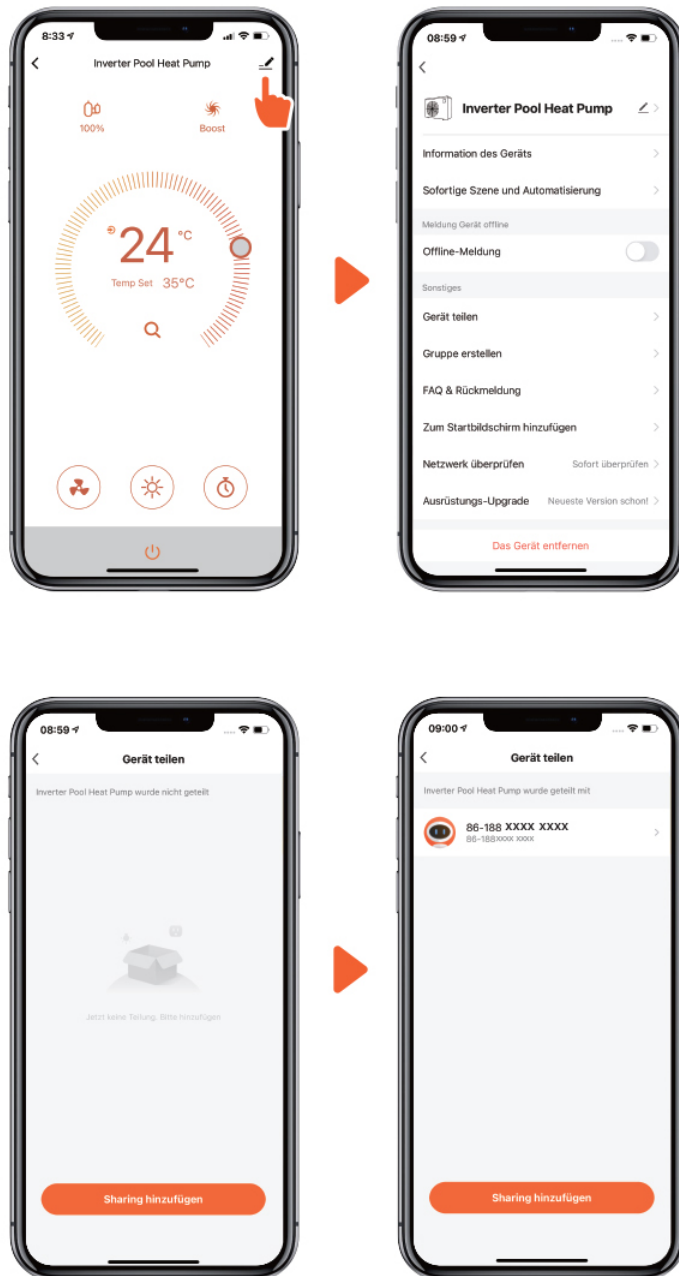 8:33
Inverter Pool Heat Pump
100%
Boost
24 °C
Temp Set 35°C
08:59
Inverter Pool Heat Pump
Information des Geräts
Sofortige Szene und Automatisierung
Meldung Gerät offline
Offline-Meldung
Sonstiges
Gerät teilen
Gruppe erstellen
FAQ & Rückmeldung
Zum Startbildschirm hinzufügen
Netzwerk überprüfen Sofort überprüfen
Ausrüstungs-Upgrade Neueste Version schon!
Das Gerät entfernen
08:59
Gerät teilen
Inverter Pool Heat Pump wurde nicht geteilt
Jetzt keine Teilung. Bitte hinzufügen
Sharing hinzufügen
09:00
Gerät teilen
Inverter Pool Heat Pump wurde geteilt mit
86-188 XXXX XXXX
86-188XXXX XXXX
Sharing hinzufügen